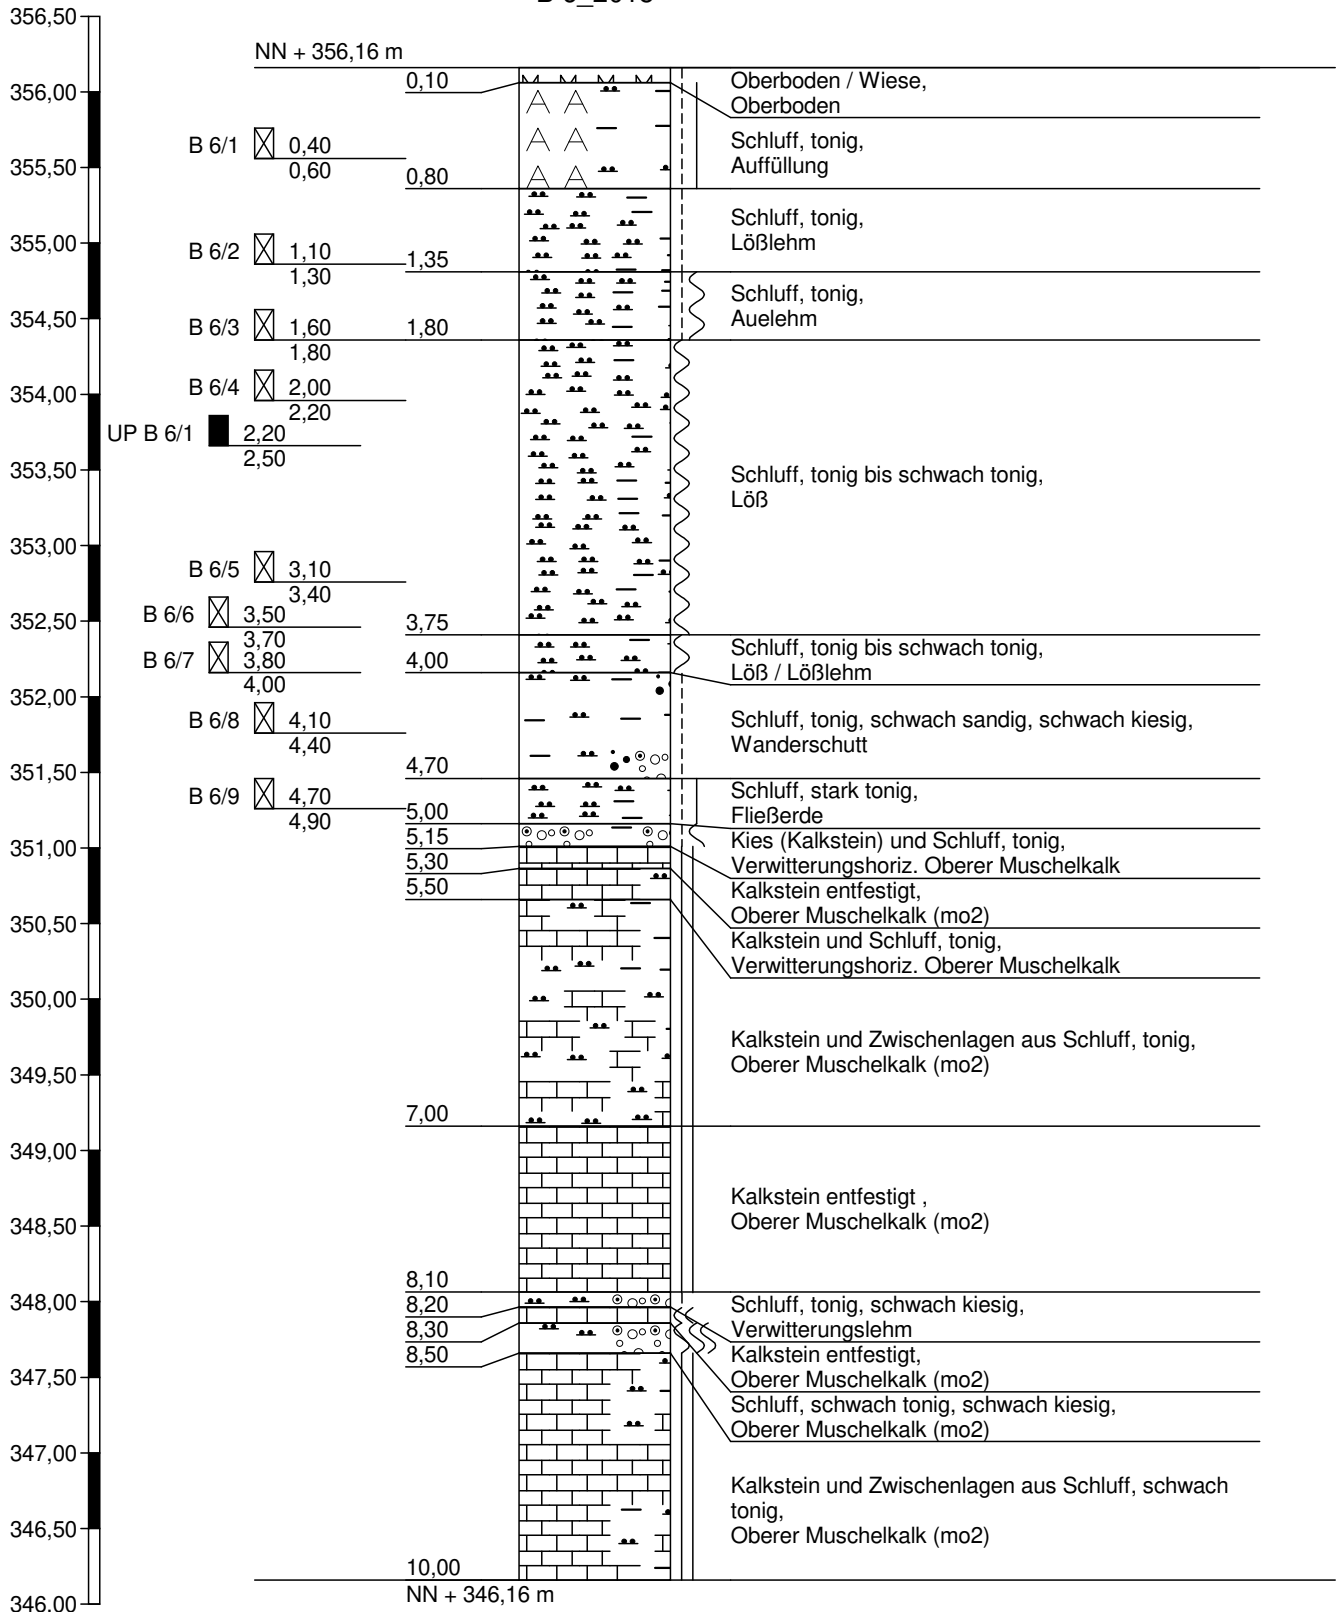 356,50
NN + 356,16 m
0,10
Oberboden / Wiese,
Oberboden
356,00
B 6/1
0,40
0,60
Schluff, tonig,
Auffüllung
355,50
0,80
Schluff, tonig,
Lößlehm
355,00
B 6/2
1,10
1,30
1,35
Schluff, tonig,
Auelehm
354,50
B 6/3
1,60
1,80
1,80
B 6/4
2,00
2,20
354,00
UP B 6/1
2,20
2,50
353,50
Schluff, tonig bis schwach tonig,
Löß
353,00
B 6/5
3,10
3,40
B 6/6
3,50
3,70
352,50
3,75
Schluff, tonig bis schwach tonig,
Löß / Lößlehm
B 6/7
3,80
4,00
4,00
352,00
B 6/8
4,10
4,40
Schluff, tonig, schwach sandig, schwach kiesig,
Wanderschutt
351,50
4,70
B 6/9
4,70
4,90
Schluff, stark tonig,
Fließerde
5,00
5,15
Kies (Kalkstein) und Schluff, tonig,
Verwitterungshoriz. Oberer Muschelkalk
351,00
5,30
Kalkstein entfestigt,
Oberer Muschelkalk (mo2)
5,50
Kalkstein und Schluff, tonig,
Verwitterungshoriz. Oberer Muschelkalk
350,50
350,00
Kalkstein und Zwischenlagen aus Schluff, tonig,
Oberer Muschelkalk (mo2)
349,50
7,00
349,00
Kalkstein entfestigt ,
Oberer Muschelkalk (mo2)
348,50
8,10
348,00
8,20
Schluff, tonig, schwach kiesig,
Verwitterungslehm
8,30
Kalkstein entfestigt,
Oberer Muschelkalk (mo2)
8,50
347,50
Schluff, schwach tonig, schwach kiesig,
Oberer Muschelkalk (mo2)
347,00
Kalkstein und Zwischenlagen aus Schluff, schwach
tonig,
Oberer Muschelkalk (mo2)
346,50
10,00
NN + 346,16 m
346,00